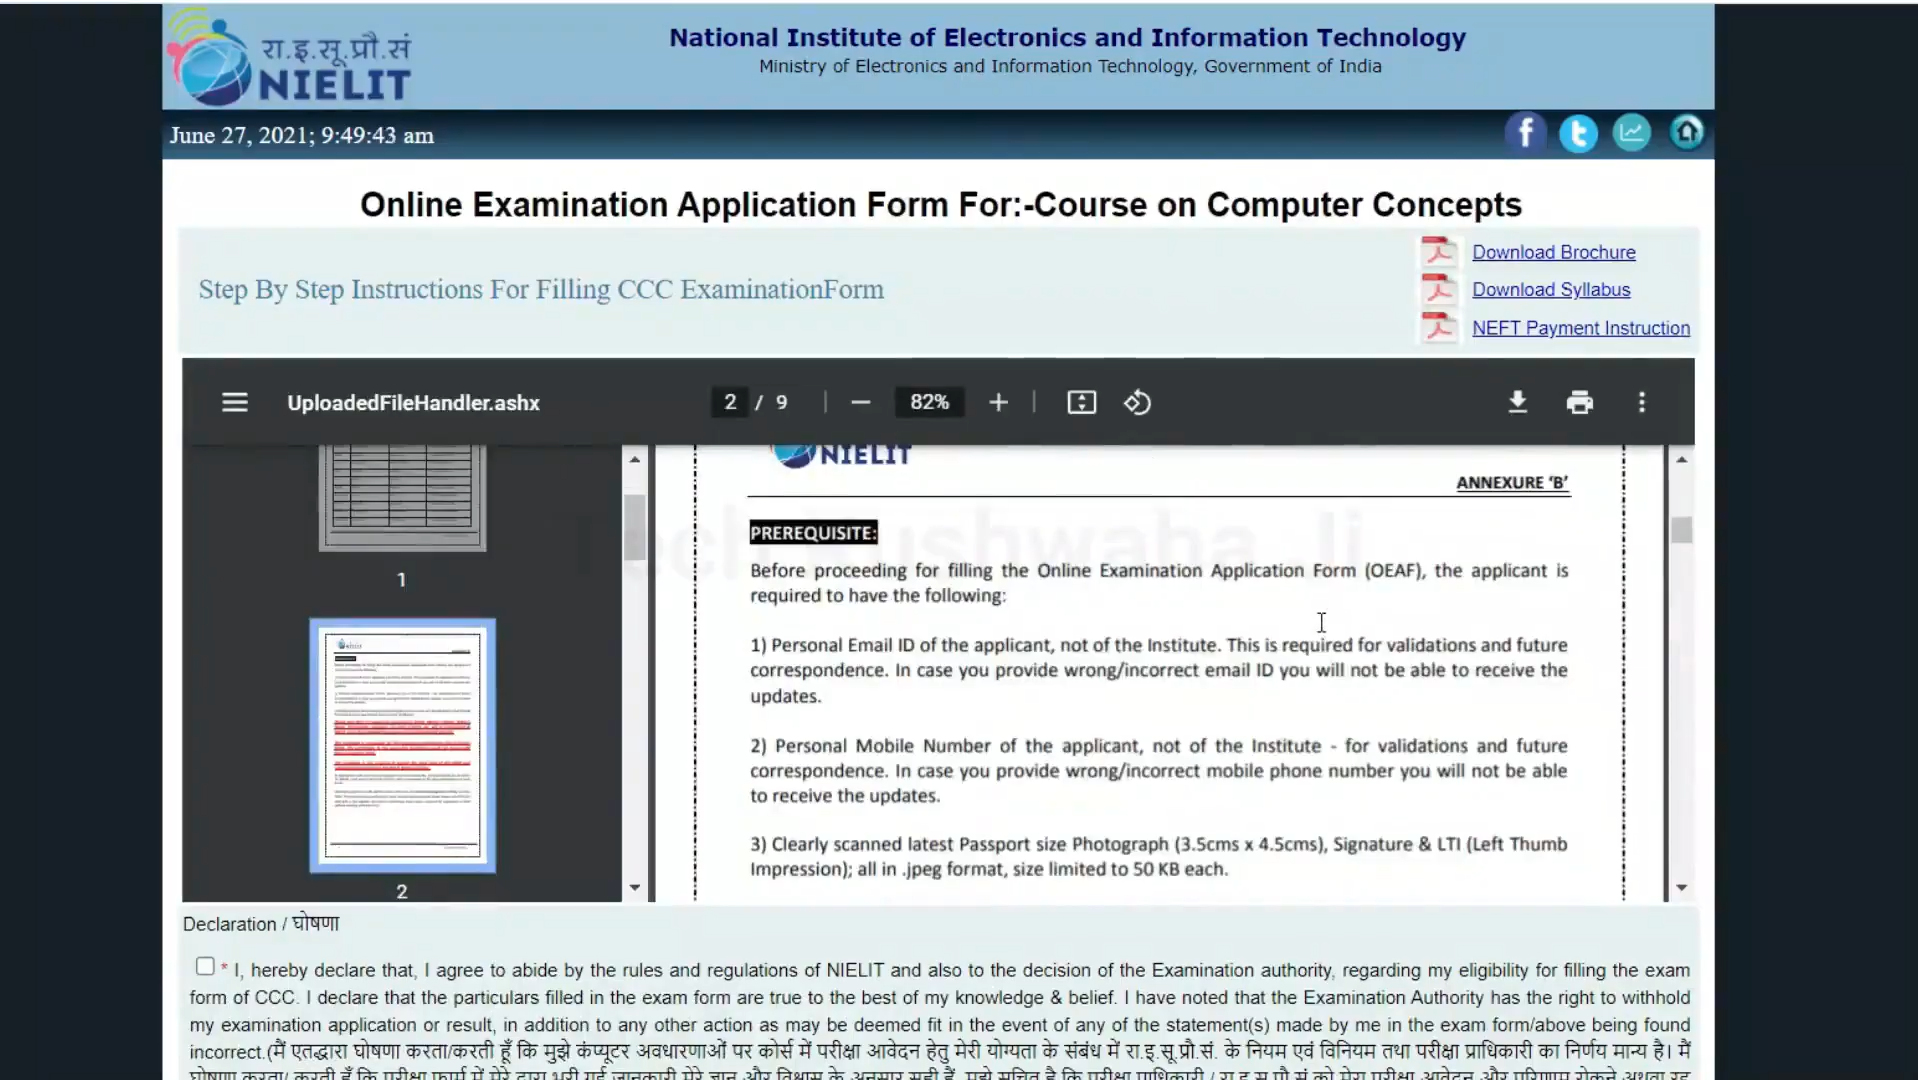 रा.इ.सू.प्रौ.सं
NIELIT
National Institute of Electronics and Information Technology
Ministry of Electronics and Information Technology, Government of India
June 27, 2021; 9:49:43 am
Online Examination Application Form For:-Course on Computer Concepts
Step By Step Instructions For Filling CCC ExaminationForm
Download Brochure
Download Syllabus
NEFT Payment Instruction
UploadedFileHandler.ashx
2 / 9
82%
1
2
NIELIT
ANNEXURE ‘B’
PREREQUISITE:
Tech Kushwaha Ji
Before proceeding for filling the Online Examination Application Form (OEAF), the applicant is
required to have the following:
1) Personal Email ID of the applicant, not of the Institute. This is required for validations and future
correspondence. In case you provide wrong/incorrect email ID you will not be able to receive the
updates.
2) Personal Mobile Number of the applicant, not of the Institute - for validations and future
correspondence. In case you provide wrong/incorrect mobile phone number you will not be able
to receive the updates.
3) Clearly scanned latest Passport size Photograph (3.5cms x 4.5cms), Signature & LTI (Left Thumb
Impression); all in .jpeg format, size limited to 50 KB each.
Declaration / घोषणा
* I, hereby declare that, I agree to abide by the rules and regulations of NIELIT and also to the decision of the Examination authority, regarding my eligibility for filling the exam
form of CCC. I declare that the particulars filled in the exam form are true to the best of my knowledge & belief. I have noted that the Examination Authority has the right to withhold
my examination application or result, in addition to any other action as may be deemed fit in the event of any of the statement(s) made by me in the exam form/above being found
incorrect.(मैं एतद्धारा घोषणा करता/करती हूँ कि मुझे कंप्यूटर अवधारणाओं पर कोर्स में परीक्षा आवेदन हेतु मेरी योग्यता के संबंध में रा.इ.सू.प्रौ.सं. के नियम एवं विनियम तथा परीक्षा प्राधिकारी का निर्णय मान्य है। मैं